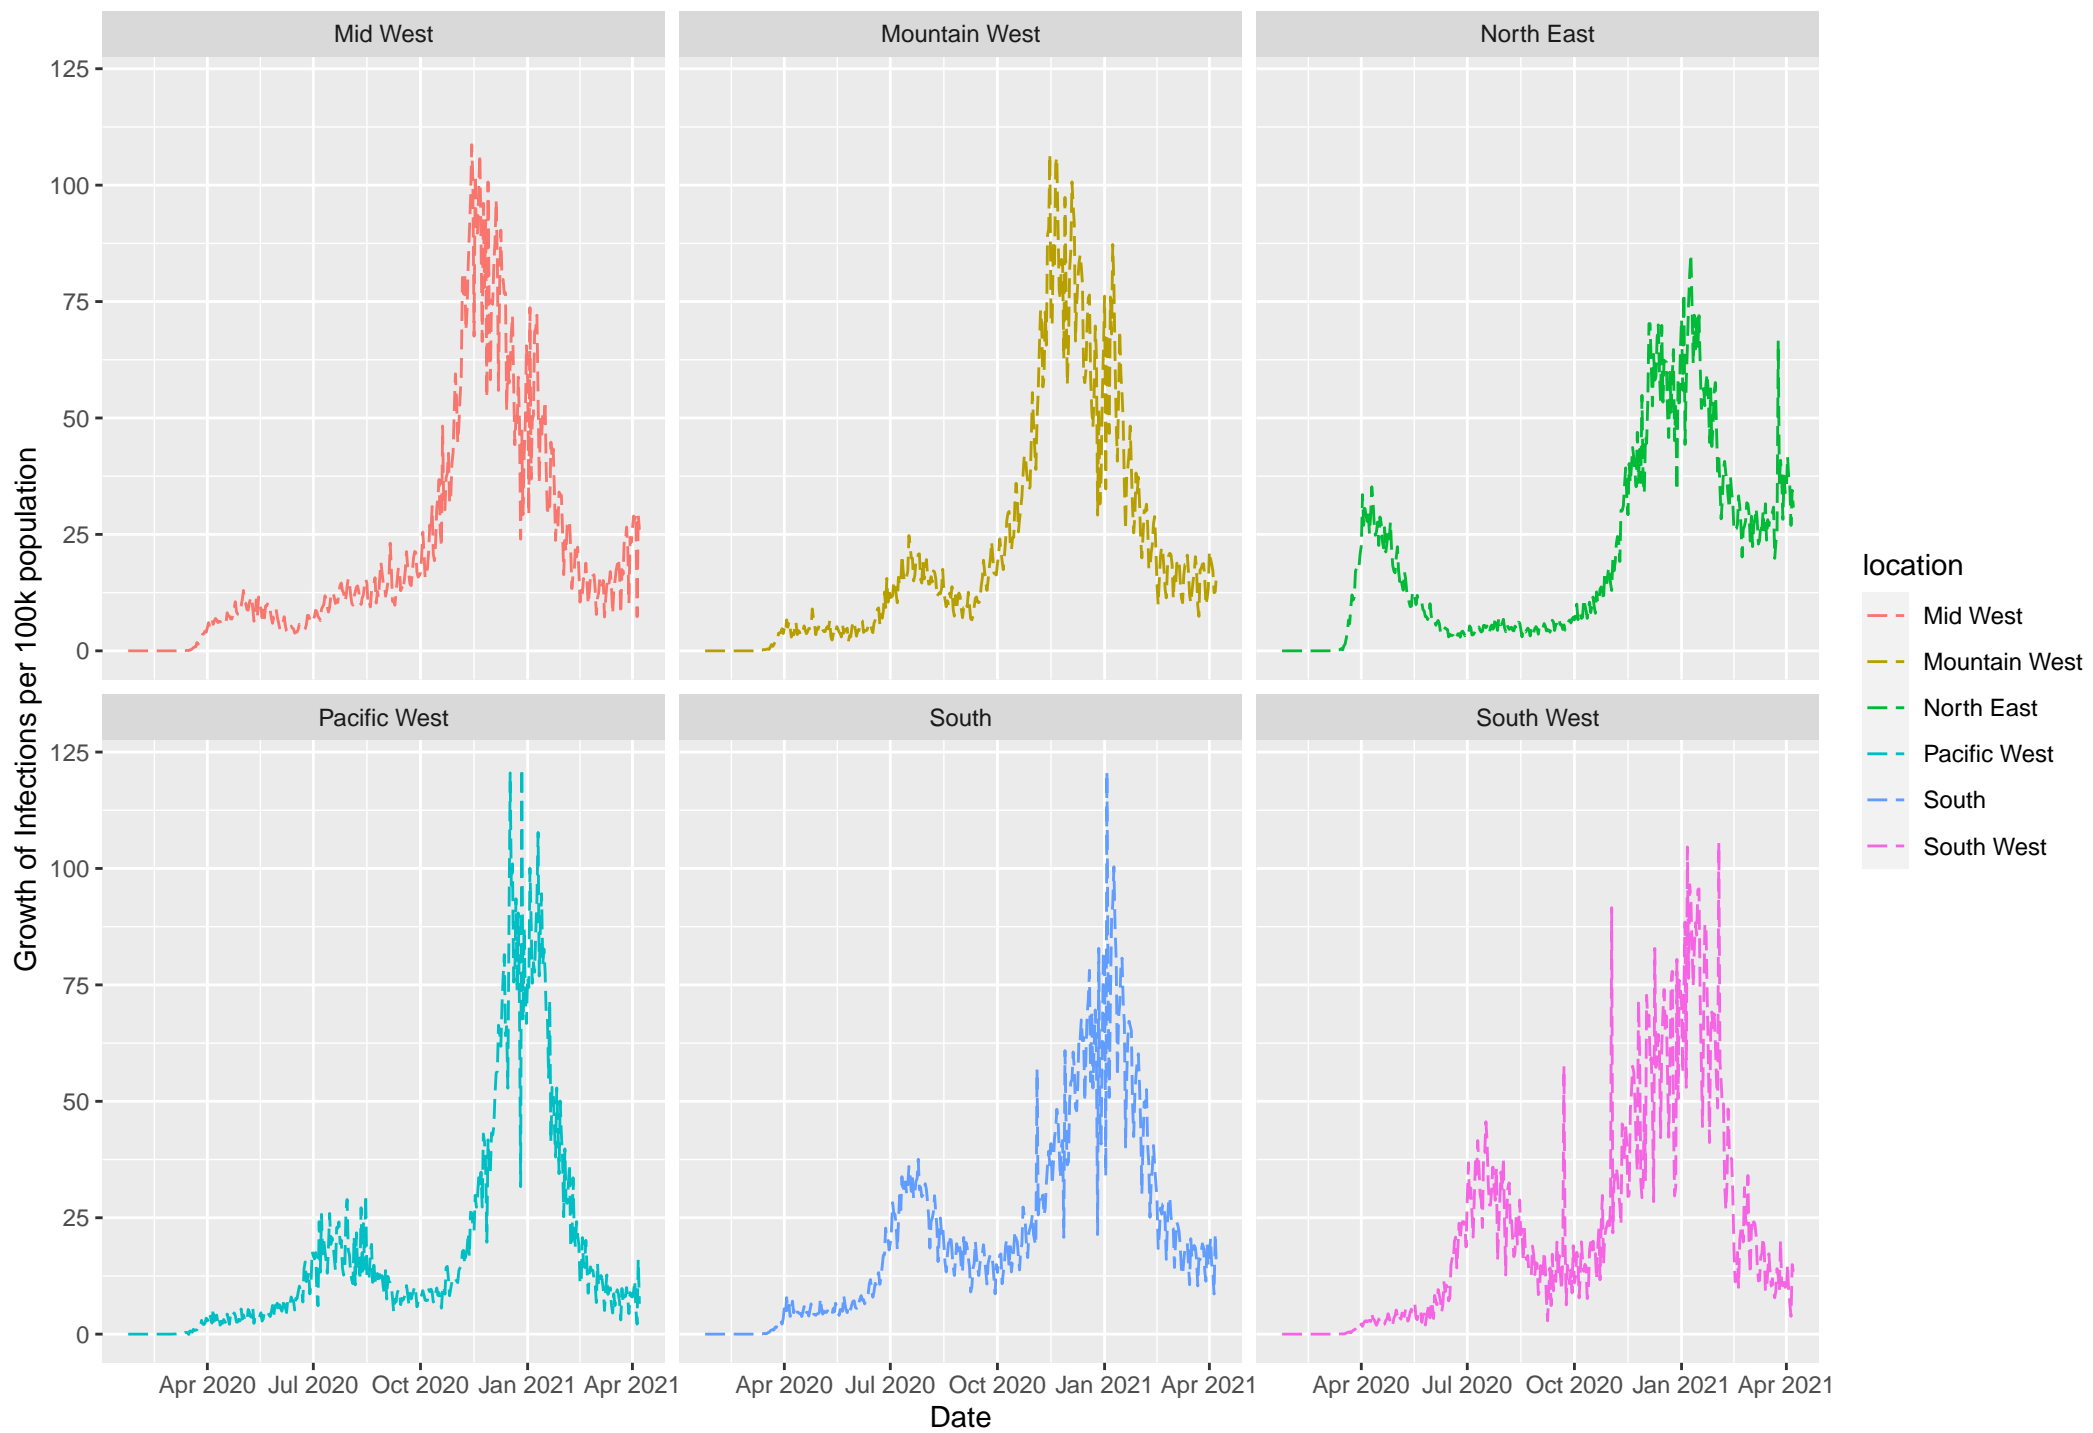 Mid West
Mountain West
North East
125
100
75
50
25
0
Growth of Infections per 100k population
Pacific West
South
South West
125
100
75
50
25
0
Apr 2020 Jul 2020 Oct 2020 Jan 2021 Apr 2021
Apr 2020 Jul 2020 Oct 2020 Jan 2021 Apr 2021
Apr 2020 Jul 2020 Oct 2020 Jan 2021 Apr 2021
Date
location
Mid West
Mountain West
North East
Pacific West
South
South West